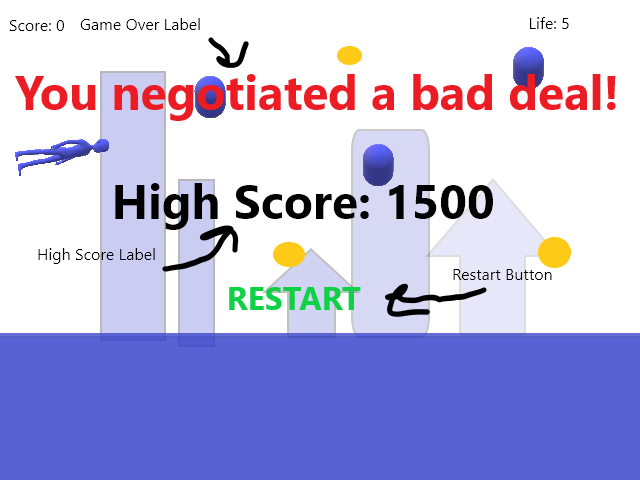 Score: 0
Game Over Label
Life: 5
You negotiated a bad deal!
High Score: 1500
High Score Label
Restart Button
RESTART